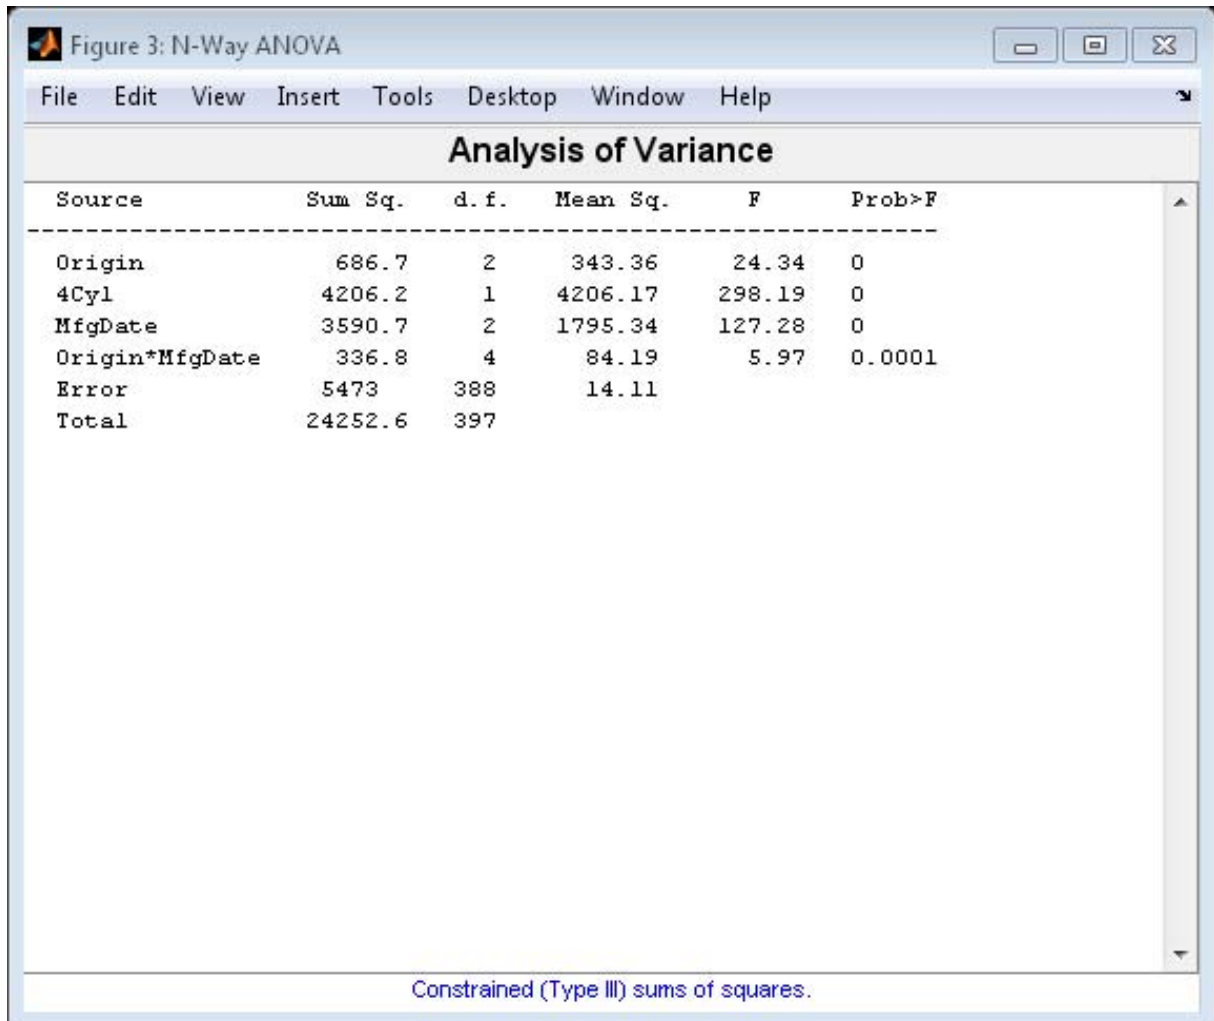 Figure 3: N-Way ANOVA
File Edit View Insert Tools Desktop Window Help
Analysis of Variance
Source Sum Sq. d.f. Mean Sq. F Prob>F
----------------------------------------------------------------
Origin 686.7 2 343.36 24.34 0
4Cyl 4206.2 1 4206.17 298.19 0
MfgDate 3590.7 2 1795.34 127.28 0
Origin*MfgDate 336.8 4 84.19 5.97 0.0001
Error 5473 388 14.11
Total 24252.6 397
Constrained (Type III) sums of squares.